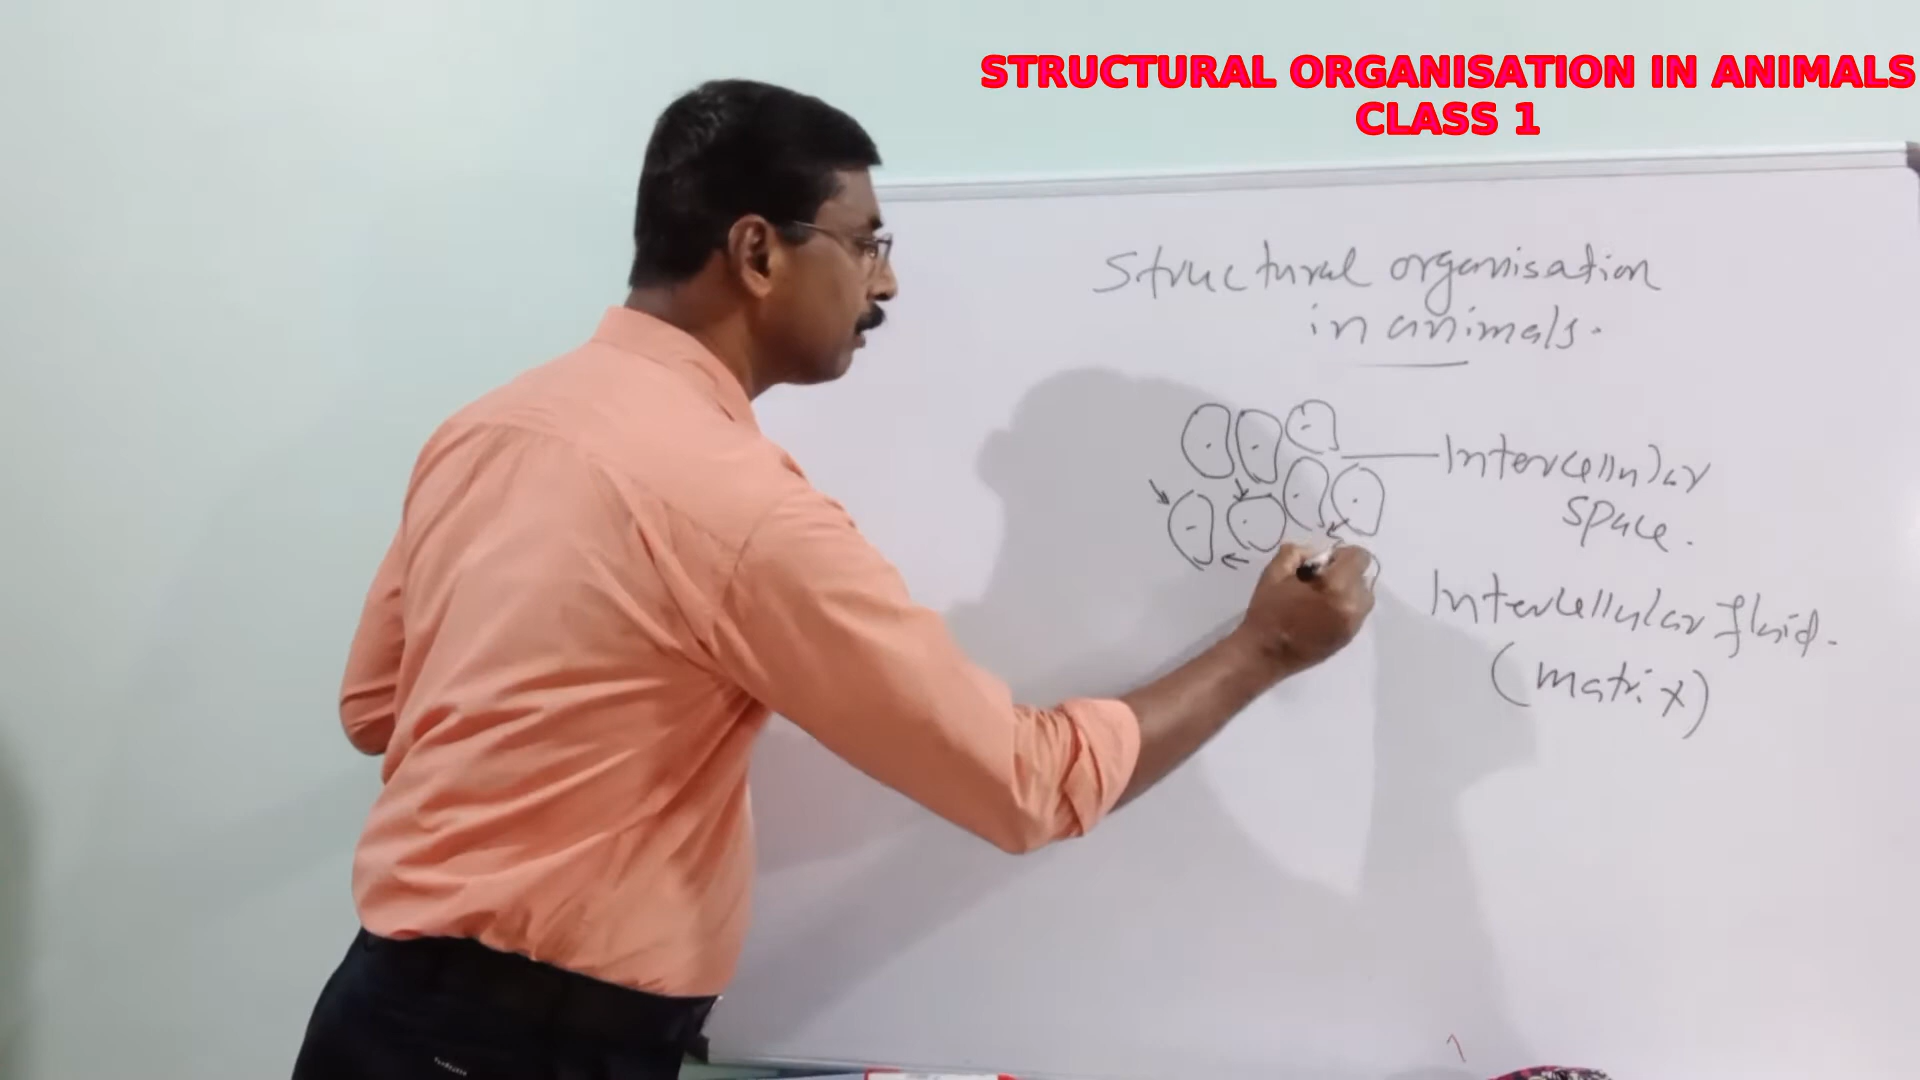 STRUCTURAL ORGANISATION IN ANIMALS
CLASS 1
Structural organisation
in animals.
Intercellular
space.
Intercellular fluid.
(matrix)